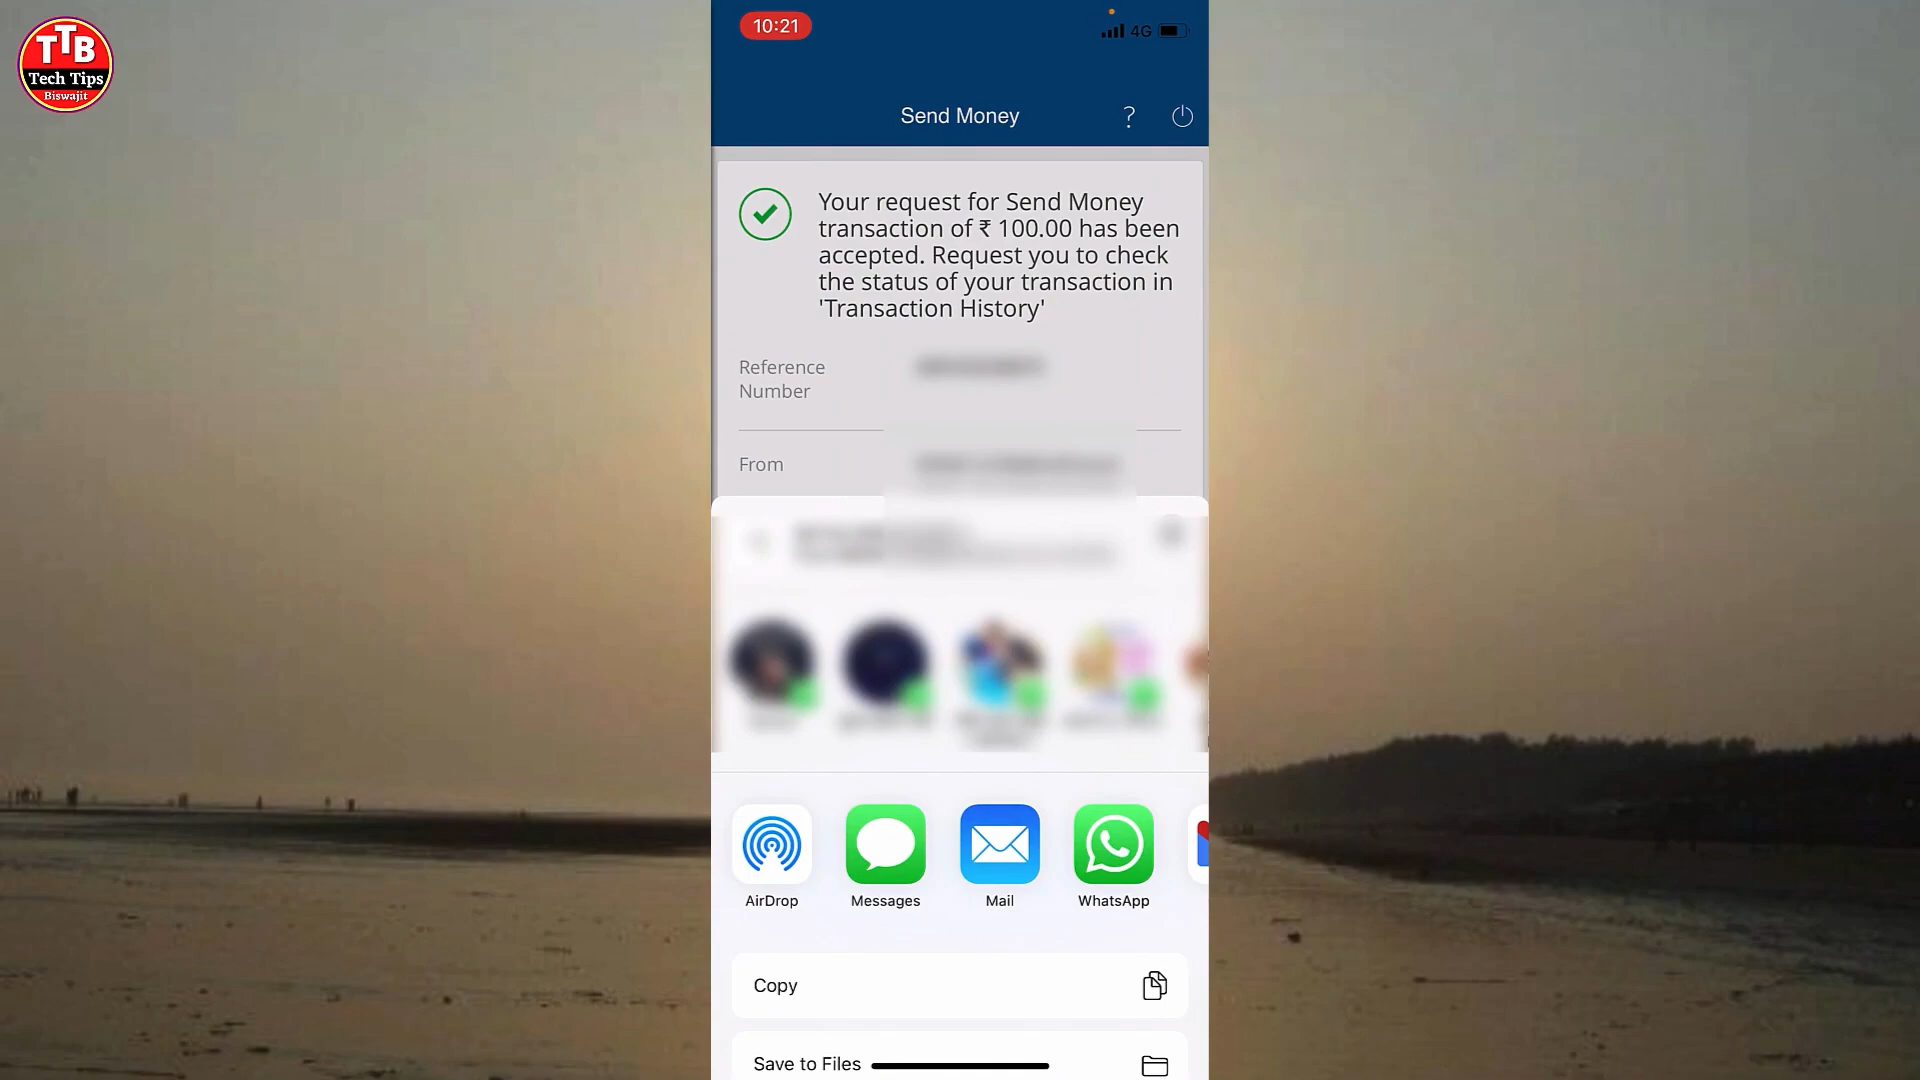 TTB
Tech Tips
Biswajit
10:21
4G
Send Money
?
Your request for Send Money
transaction of ₹ 100.00 has been
accepted. Request you to check
the status of your transaction in
'Transaction History'
Reference
Number
From
AirDrop
Messages
Mail
WhatsApp
Copy
Save to Files